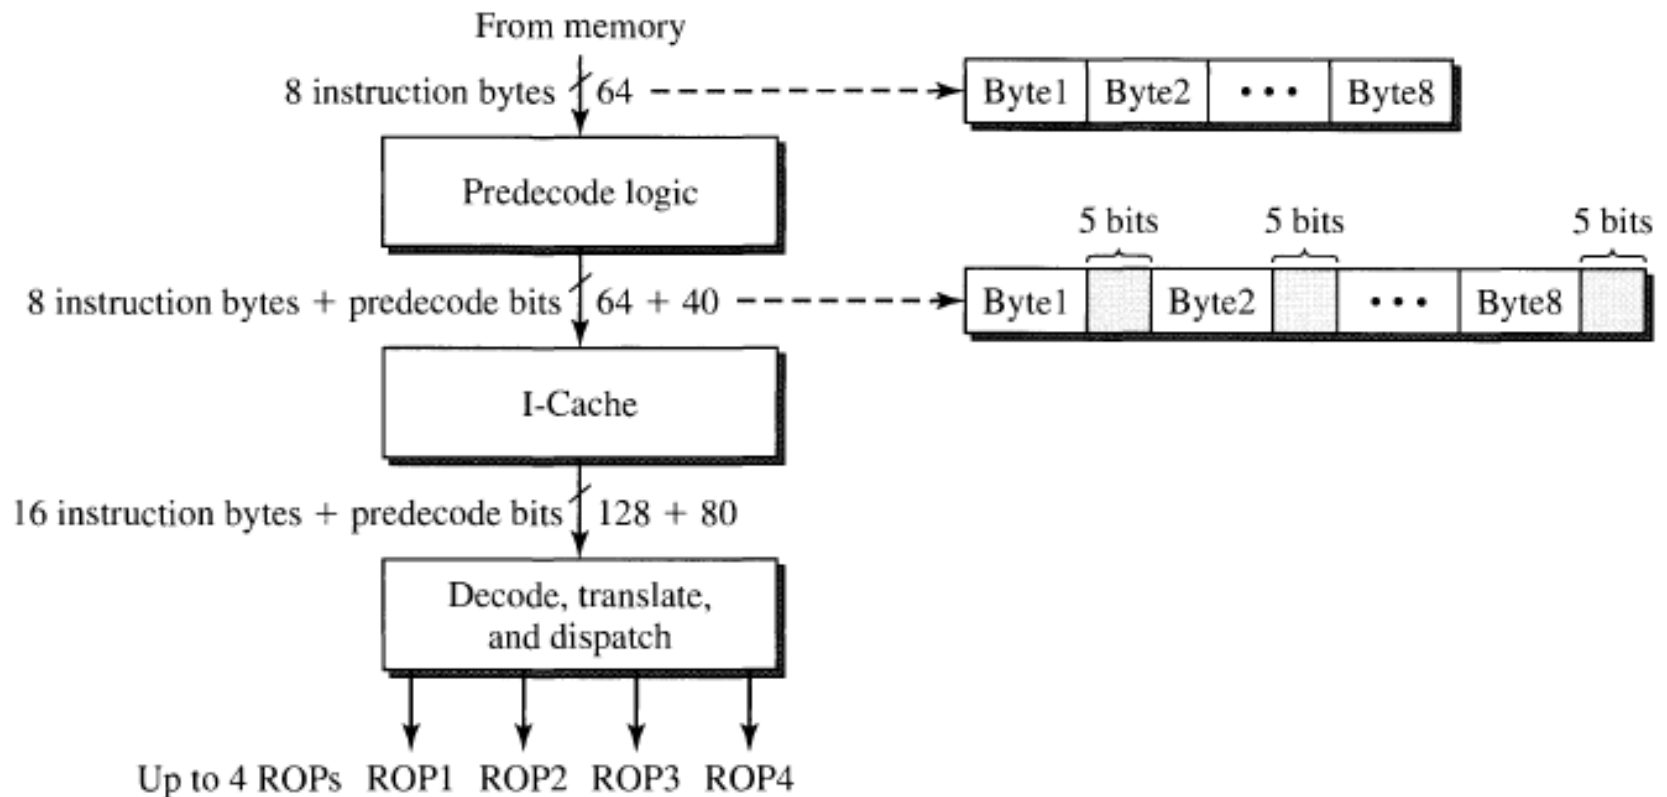 From memory
8 instruction bytes 64
Byte1 Byte2 • • • Byte8
Predecode logic
5 bits 5 bits 5 bits
8 instruction bytes + predecode bits 64 + 40
Byte1 Byte2 • • • Byte8
I-Cache
16 instruction bytes + predecode bits 128 + 80
Decode, translate,
and dispatch
Up to 4 ROPs ROP1 ROP2 ROP3 ROP4